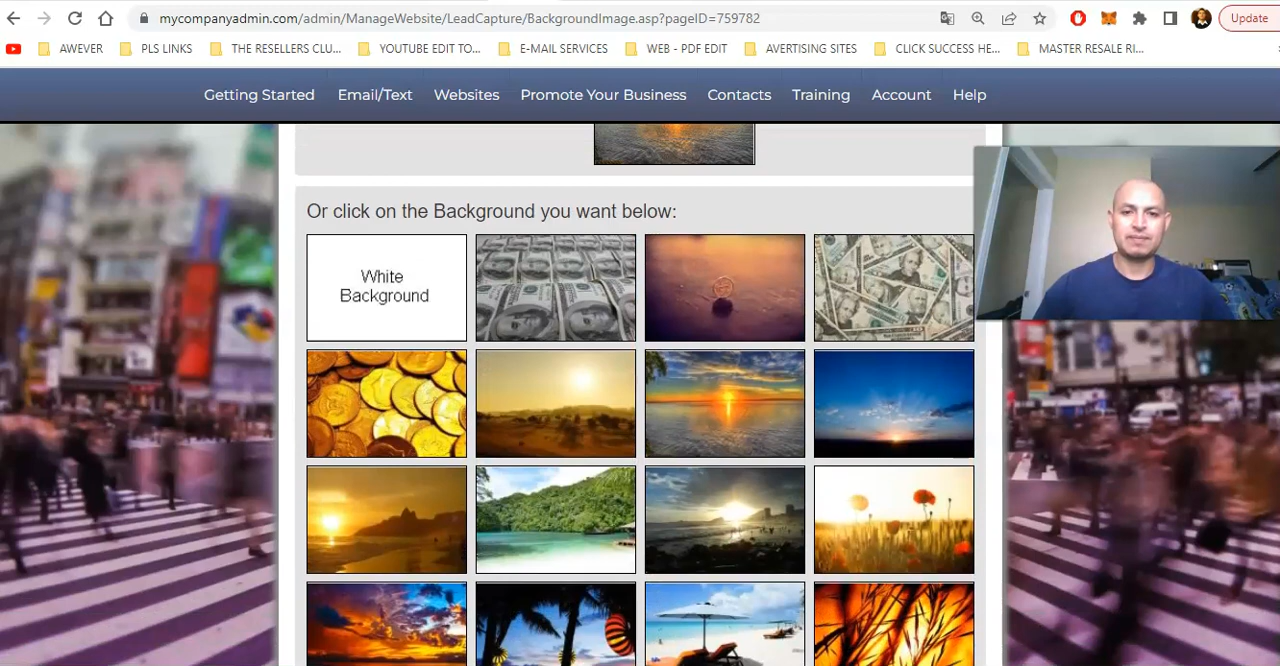 mycompanyadmin.com/admin/ManageWebsite/LeadCapture/BackgroundImage.asp?pageID=759782
Update
AWEVER
PLS LINKS
THE RESELLERS CLU...
YOUTUBE EDIT TO...
E-MAIL SERVICES
WEB - PDF EDIT
AVERTISING SITES
CLICK SUCCESS HE...
MASTER RESALE RI...
Getting Started
Email/Text
Websites
Promote Your Business
Contacts
Training
Account
Help
Or click on the Background you want below:
White
Background